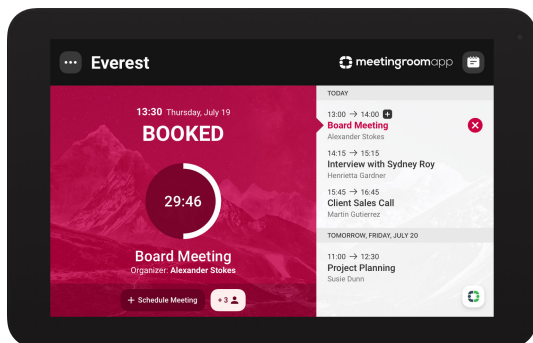 Everest
meetingroomapp
13:30 Thursday, July 19
BOOKED
29:46
Board Meeting
Organizer: Alexander Stokes
+ Schedule Meeting
+3
TODAY
13:00 → 14:00
Board Meeting
Alexander Stokes
14:15 → 15:15
Interview with Sydney Roy
Henrietta Gardner
15:45 → 16:45
Client Sales Call
Martin Gutierrez
TOMORROW, FRIDAY, JULY 20
11:00 → 12:30
Project Planning
Susie Dunn